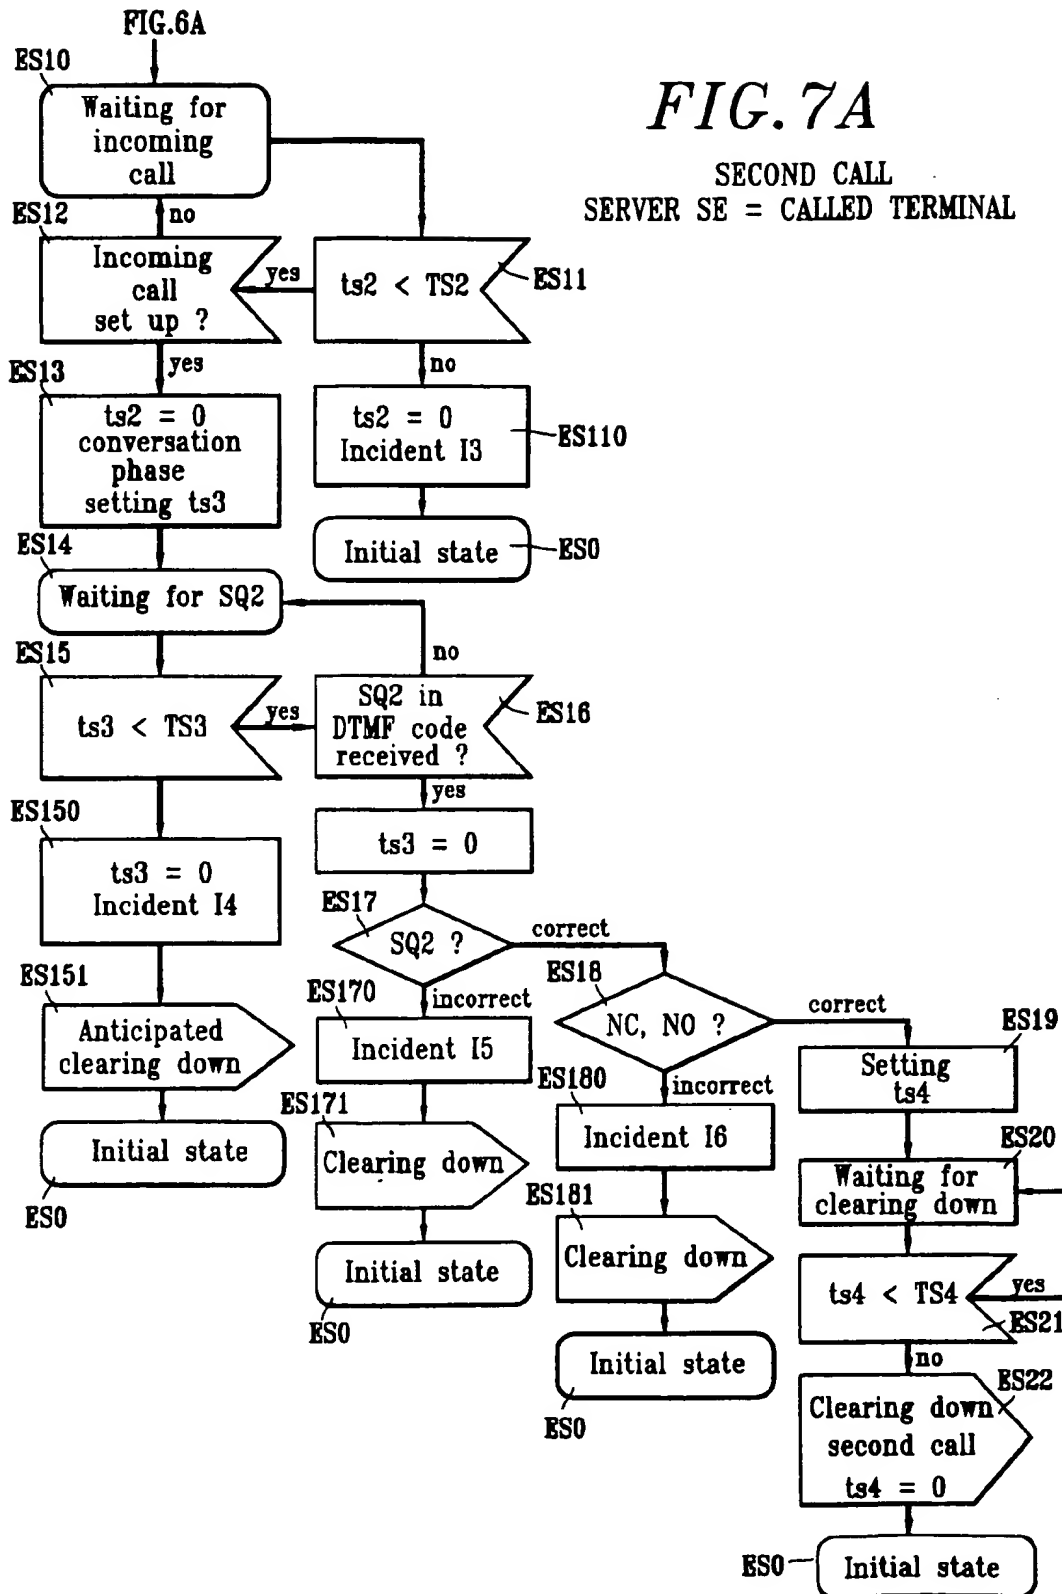 FIG.6A
ES10
Waiting for
incoming
call
FIG. 7A
SECOND CALL
SERVER SE = CALLED TERMINAL
ES12
no
Incoming
call
set up ?
yes
ts2 < TS2
ES11
ES13
yes
no
ts2 = 0
conversation
phase
setting ts3
ts2 = 0
Incident I3
ES110
ES14
Initial state
ES0
Waiting for SQ2
ES15
no
ts3 < TS3
yes
SQ2 in
DTMF code
received ?
ES16
yes
ES150
ts3 = 0
ts3 = 0
Incident I4
ES17
SQ2 ?
correct
ES151
ES170
incorrect
ES18
NC, NO ?
correct
Anticipated
clearing down
Incident I5
ES180
incorrect
ES19
Setting
ts4
ES171
Initial state
Clearing down
Incident I6
ES20
Waiting for
clearing down
ES0
ES181
Initial state
Clearing down
ts4 < TS4
yes
ES21
ES0
no
Initial state
ES22
Clearing down
second call
ts4 = 0
ES0
ES0
Initial state